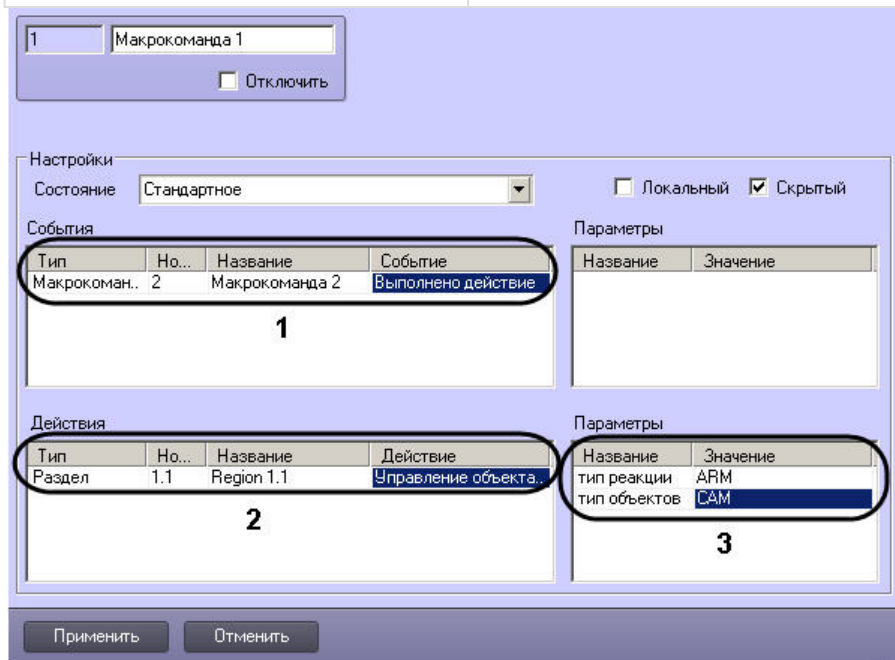 1 Макрокоманда 1
Отключить
Настройки
Состояние Стандартное Локальный Скрытый
События Параметры
Тип Но... Название Событие Название Значение
Макрокоман.. 2 Макрокоманда 2 Выполнено действие
1
Действия Параметры
Тип Но... Название Действие Название Значение
Раздел 1.1 Region 1.1 Управление объекта.. тип реакции ARM
тип объектов CAM
2 3
Применить Отменить